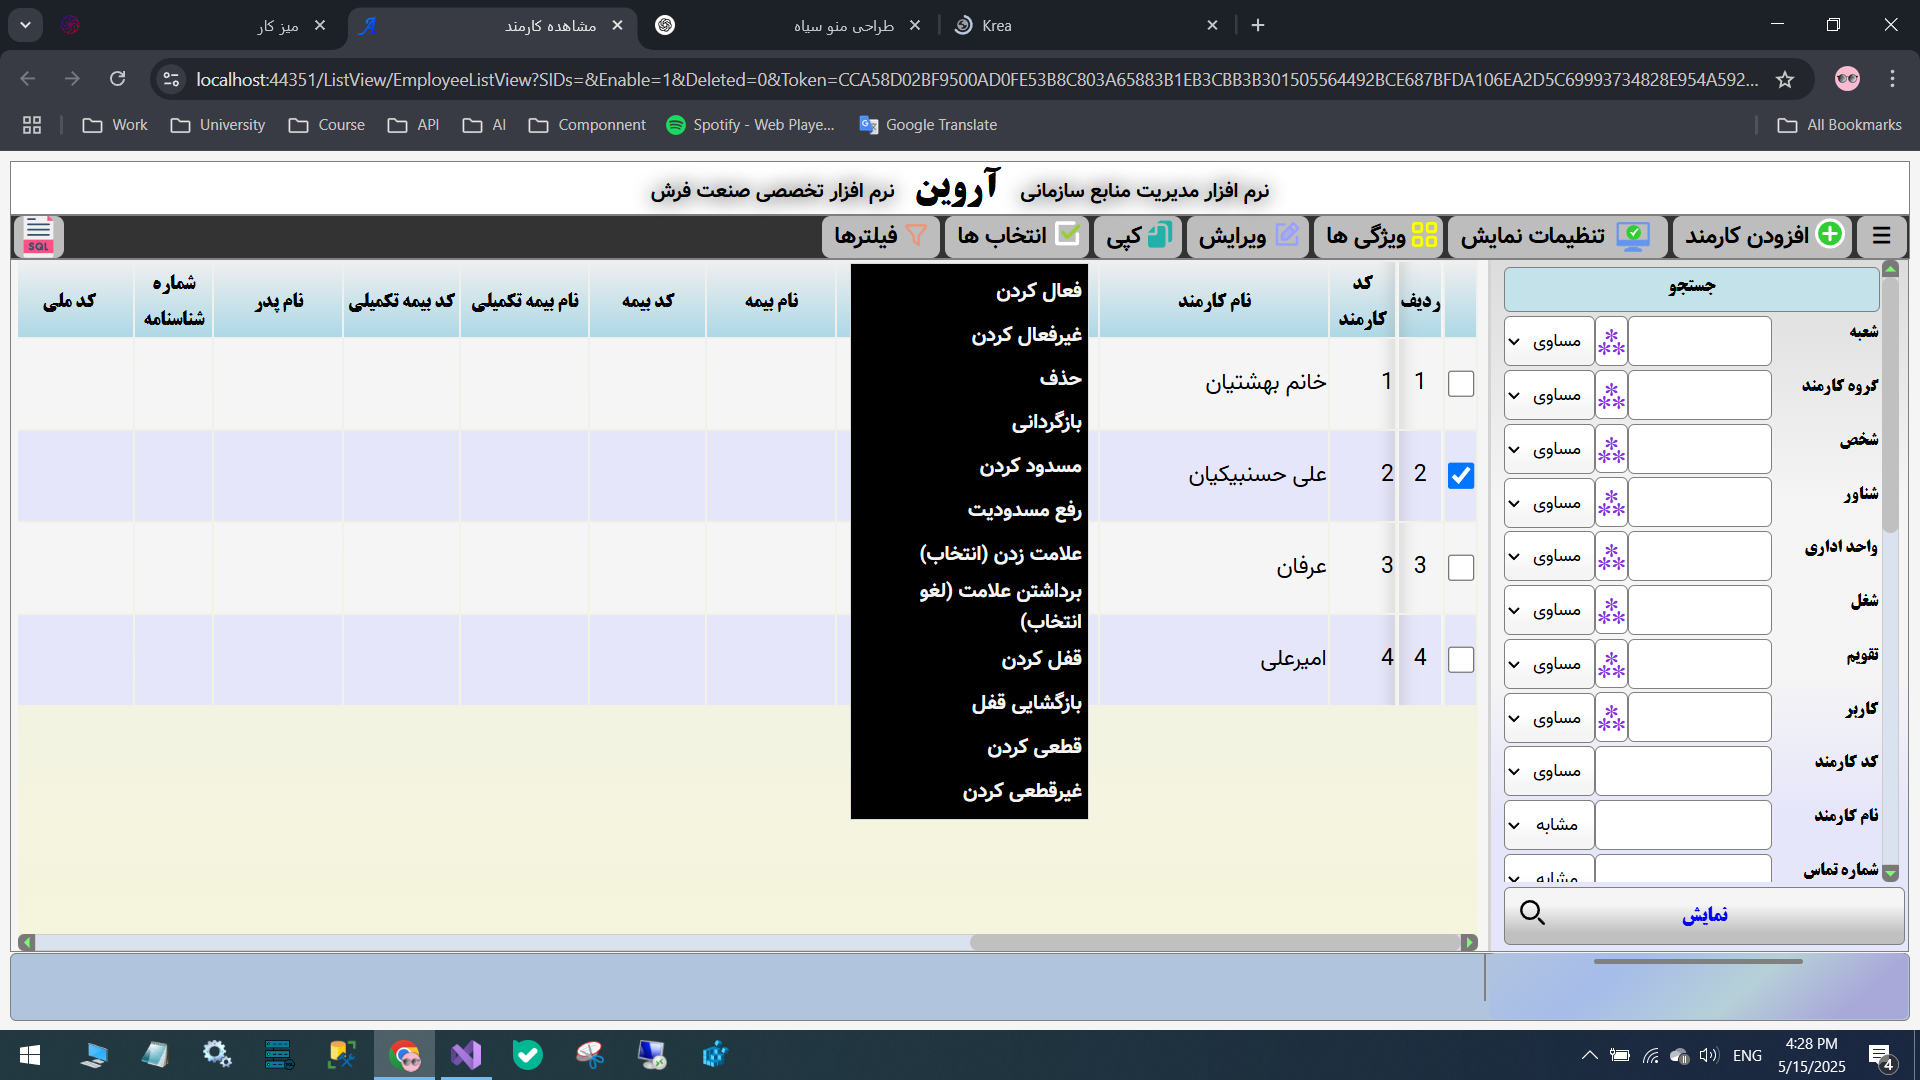 میز کار
مشاهده کارمند
طراحی منو سیاه
Krea
localhost:44351/ListView/EmployeeListView?SIDs=&Enable=1&Deleted=0&Token=CCA58D02BF9500AD0FE53B8C803A65883B1EB3CBB3B301505564492BCE687BFDA106EA2D5C69993734828E954A592...
Work
University
Course
API
AI
Componnent
Spotify - Web Playe...
Google Translate
All Bookmarks
نرم افزار مدیریت منابع سازمانی آروین نرم افزار تخصصی صنعت فرش
افزودن کارمند
تنظیمات نمایش
ویژگی ها
ویرایش
کپی
انتخاب ها
فیلترها
SQL
جستجو
شعبه
مساوی
گروه کارمند
مساوی
شخص
مساوی
شناور
مساوی
واحد اداری
مساوی
شغل
مساوی
تقویم
مساوی
کاربر
مساوی
کد کارمند
مساوی
نام کارمند
مشابه
شماره تماس
مشابه
نمایش
ردیف
کد کارمند
نام کارمند
نام بیمه
کد بیمه
نام بیمه تکمیلی
کد بیمه تکمیلی
نام پدر
شماره شناسنامه
کد ملی
1 1 خانم بهشتیان
2 2 علی حسنبیکیان
3 3 عرفان
4 4 امیرعلی
فعال کردن
غیرفعال کردن
حذف
بازگردانی
مسدود کردن
رفع مسدودیت
علامت زدن (انتخاب)
برداشتن علامت (لغو
انتخاب)
قفل کردن
بازگشایی قفل
قطعی کردن
غیرقطعی کردن
ENG
4:28 PM
5/15/2025
4